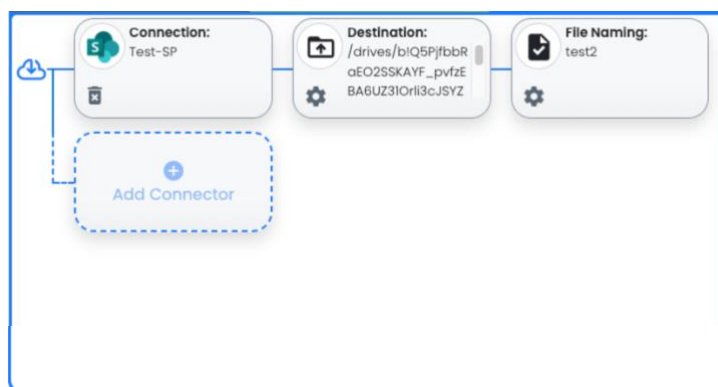 Connection:
Test-SP
Destination:
/drives/b!Q5PjfbbR
aEO2SSKAYF_pvfzE
BA6UZ31Orli3cJSYZ
File Naming:
test2
Add Connector